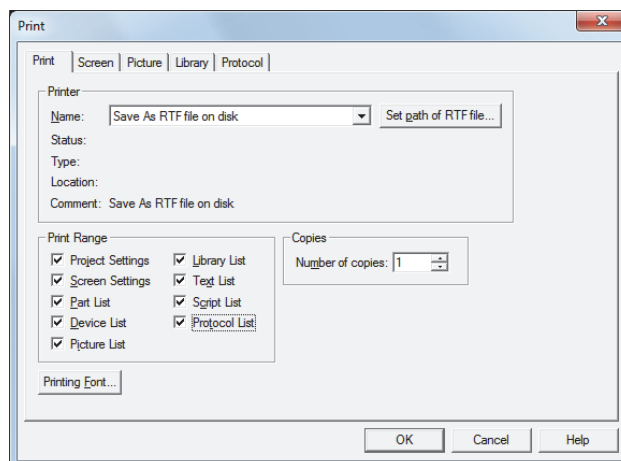 Print
Print Screen Picture Library Protocol
Printer
Name: Save As RTF file on disk Set path of RTF file...
Status:
Type:
Location:
Comment: Save As RTF file on disk
Print Range
Project Settings
Screen Settings
Part List
Device List
Picture List
Library List
Text List
Script List
Protocol List
Copies
Number of copies: 1
Printing Font...
OK Cancel Help